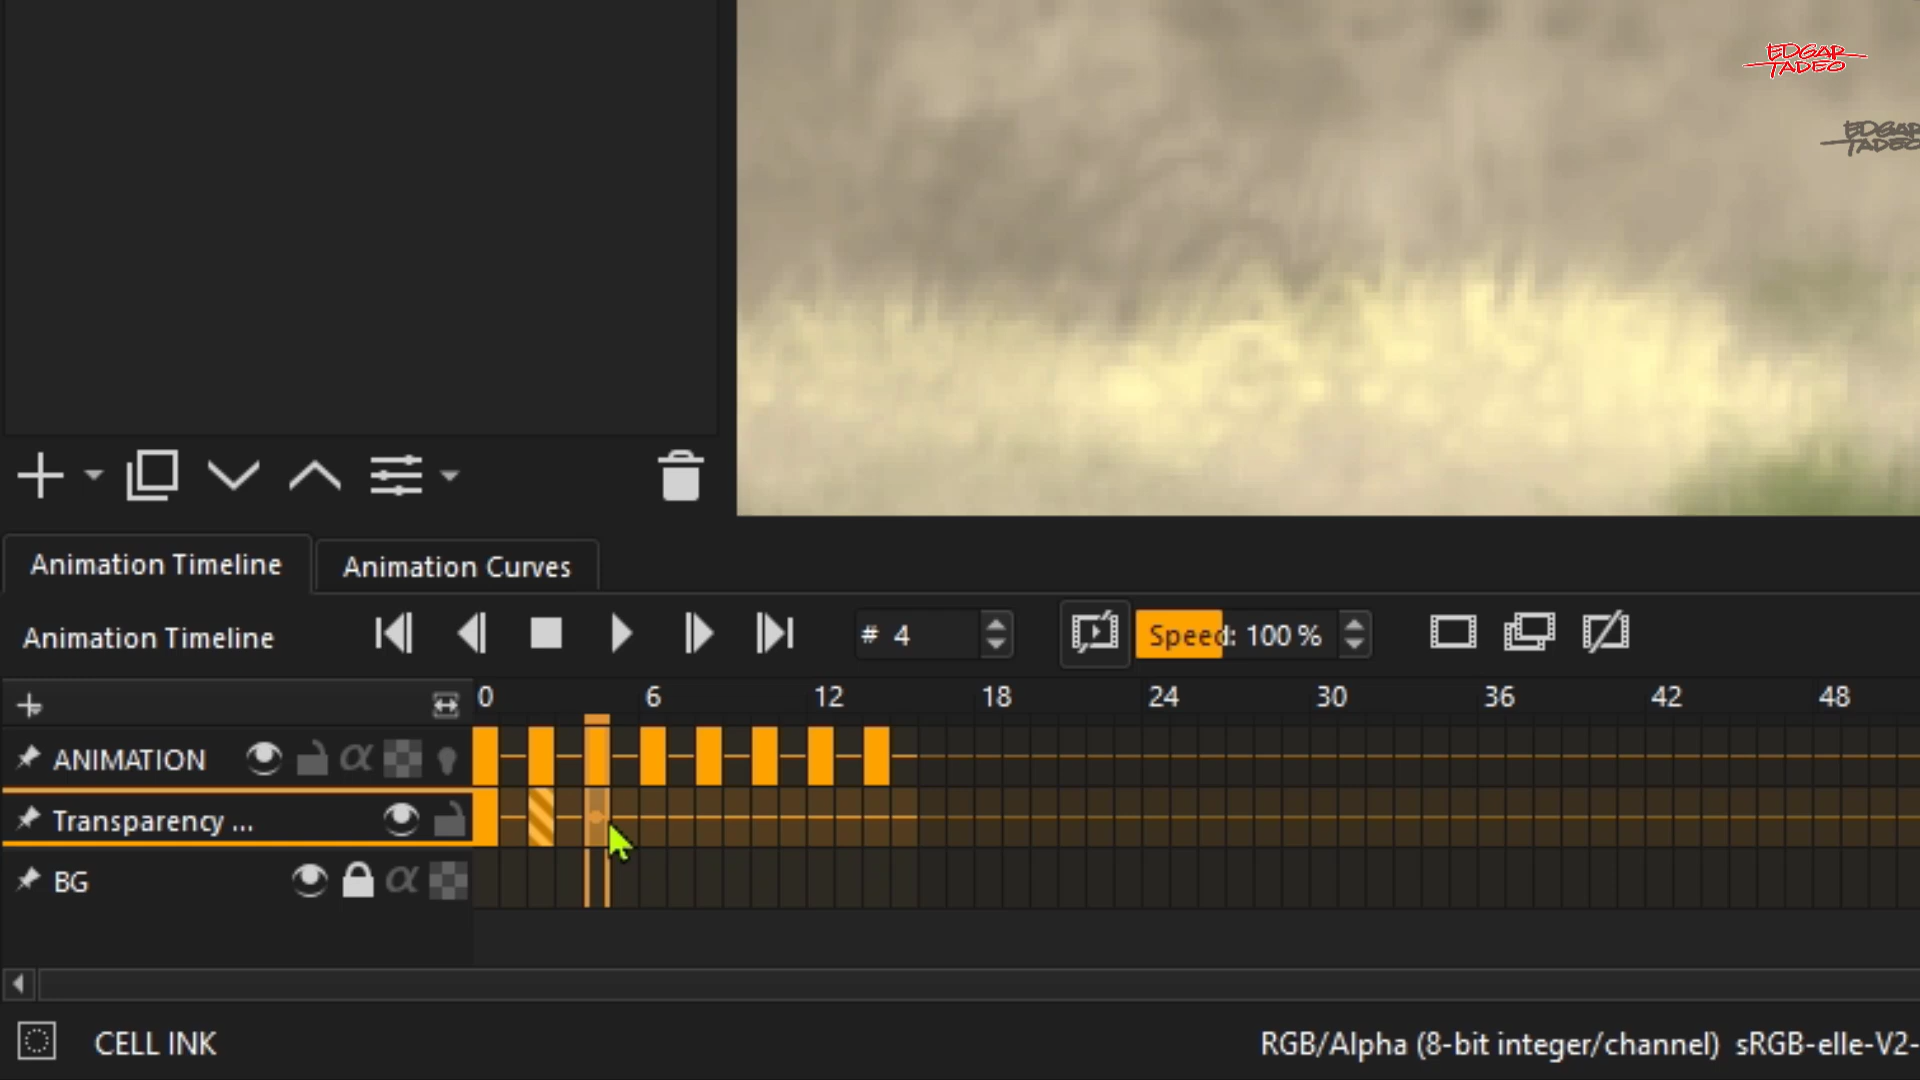 EDGAR
TADEO
EDGAR
TADEO
Animation Timeline
Animation Curves
Animation Timeline
# 4
Speed: 100 %
0 6 12 18 24 30 36 42 48
ANIMATION α
Transparency ...
BG α
CELL INK
RGB/Alpha (8-bit integer/channel) sRGB-elle-V2-